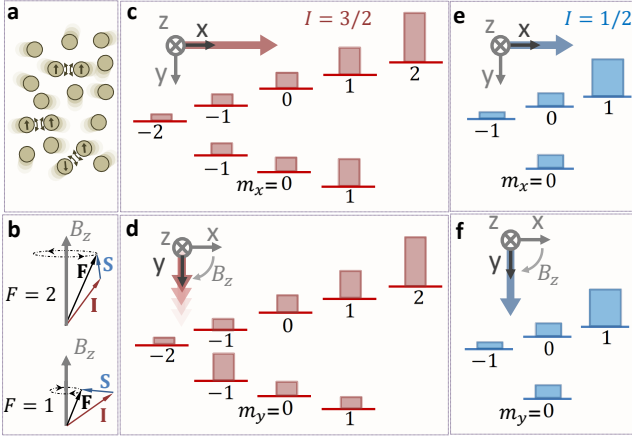 a
b
B_z
F = 2
F
S
I
B_z
F = 1
F
S
I
c
z
x
y
I = 3/2
−2
−1
0
1
2
−1
m_x=0
1
d
z
x
y
B_z
−2
−1
0
1
2
−1
m_y=0
1
e
z
x
y
I = 1/2
−1
0
1
m_x=0
f
z
x
y
B_z
−1
0
1
m_y=0